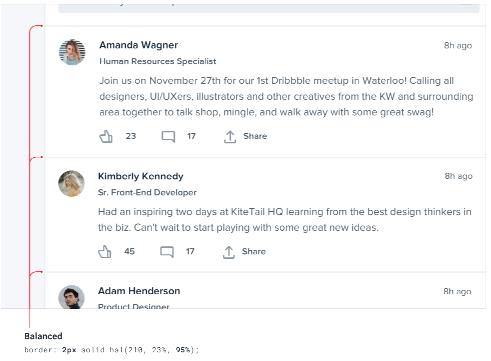 Amanda Wagner 8h ago
Human Resources Specialist
Join us on November 27th for our 1st Dribbble meetup in Waterloo! Calling all
designers, UI/UXers, illustrators and other creatives from the KW and surrounding
area together to talk shop, mingle, and walk away with some great swag!
23 17 Share
Kimberly Kennedy 8h ago
Sr. Front-End Developer
Had an inspiring two days at KiteTail HQ learning from the best design thinkers in
the biz. Can't wait to start playing with some great new ideas.
45 17 Share
Adam Henderson 8h ago
Product Designer
Balanced
border: 2px solid hsl(210, 23%, 95%);